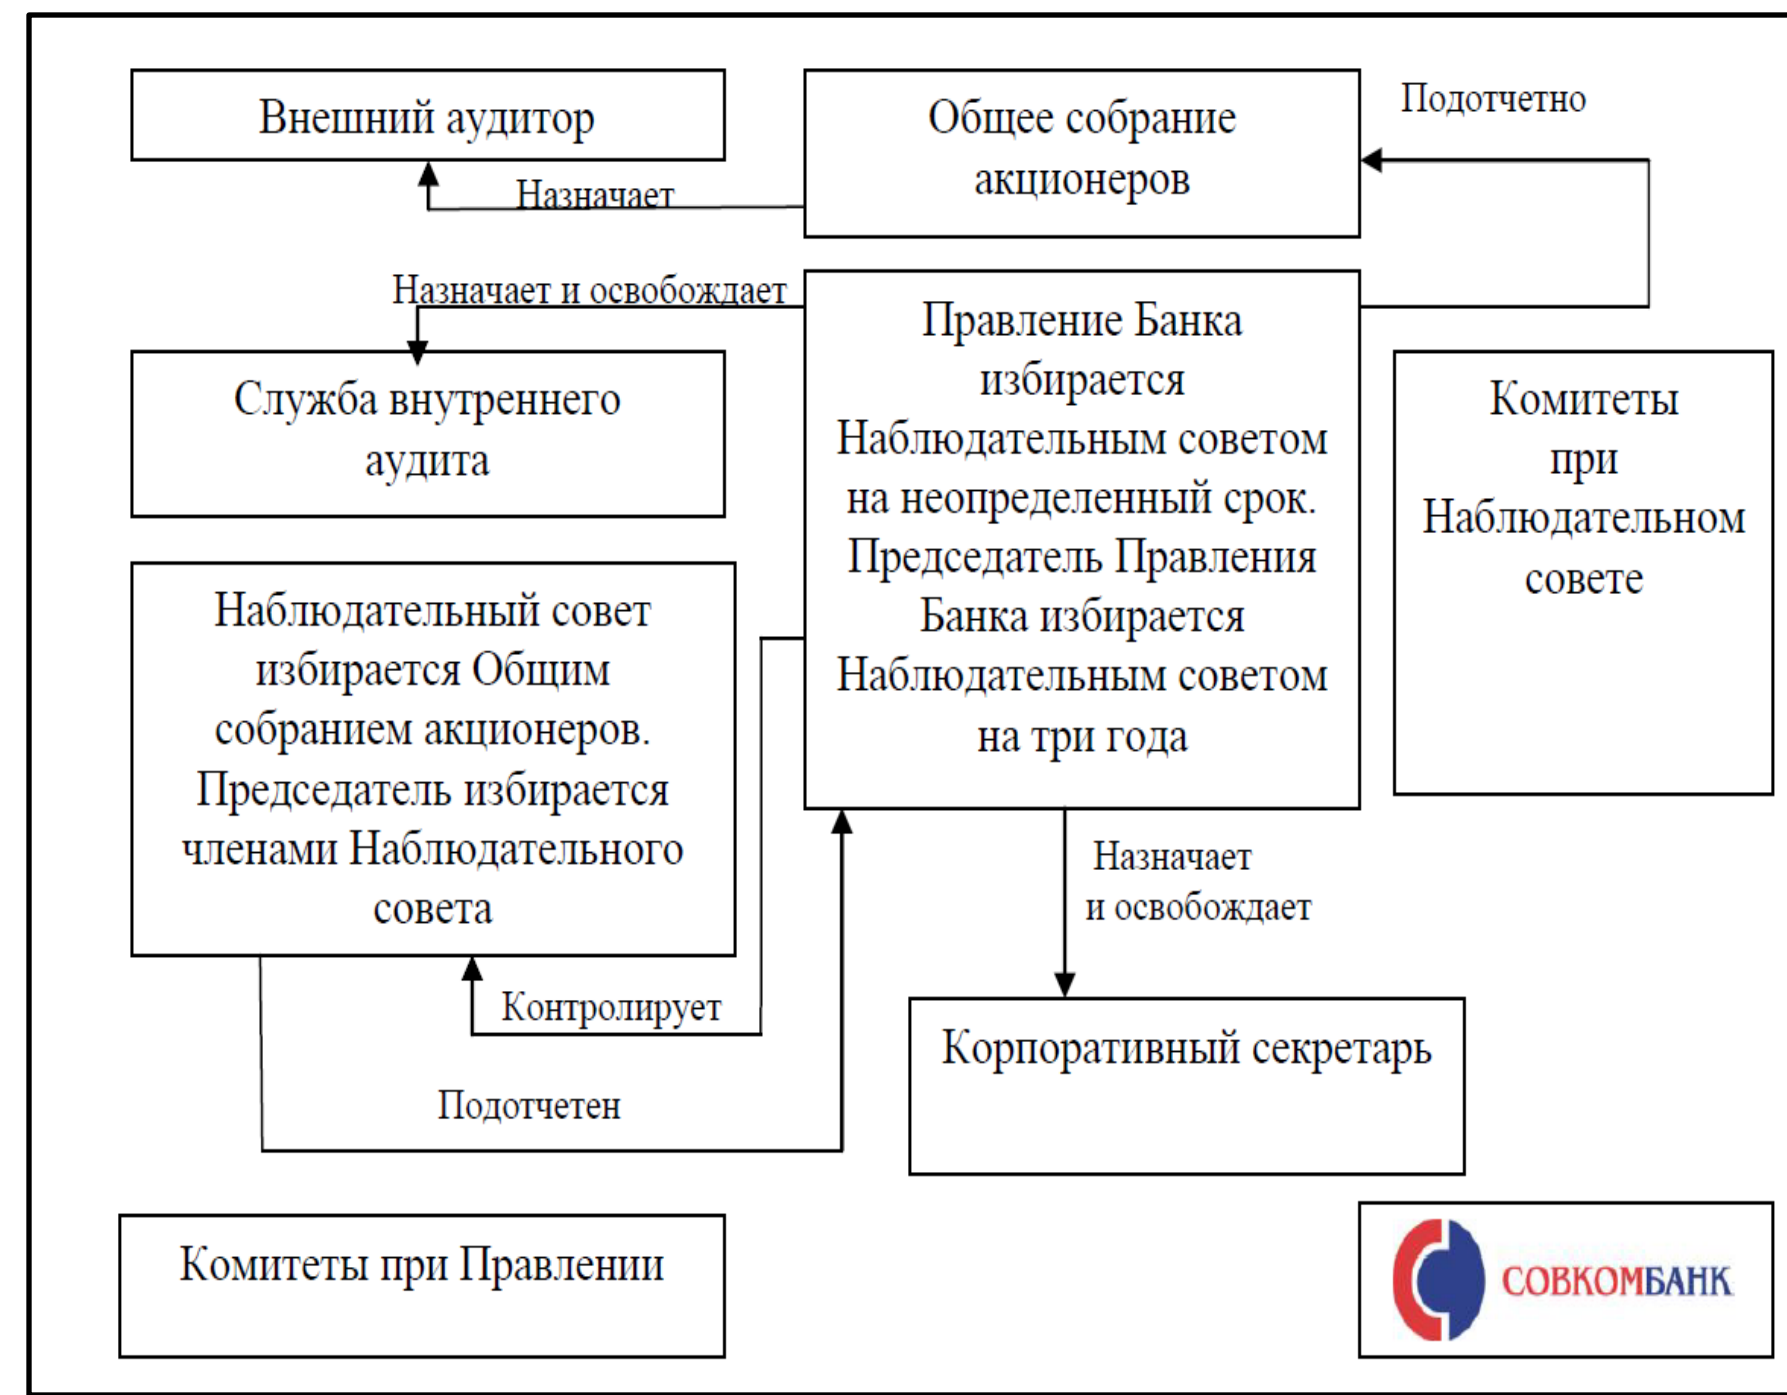 Внешний аудитор
Общее собрание
акционеров
Подотчетно
Назначает
Назначает и освобождает
Служба внутреннего
аудита
Правление Банка
избирается
Наблюдательным советом
на неопределенный срок.
Председатель Правления
Банка избирается
Наблюдательным советом
на три года
Комитеты
при
Наблюдательном
совете
Наблюдательный совет
избирается Общим
собранием акционеров.
Председатель избирается
членами Наблюдательного
совета
Назначает
и освобождает
Контролирует
Подотчетен
Корпоративный секретарь
Комитеты при Правлении
СОВКОМБАНК